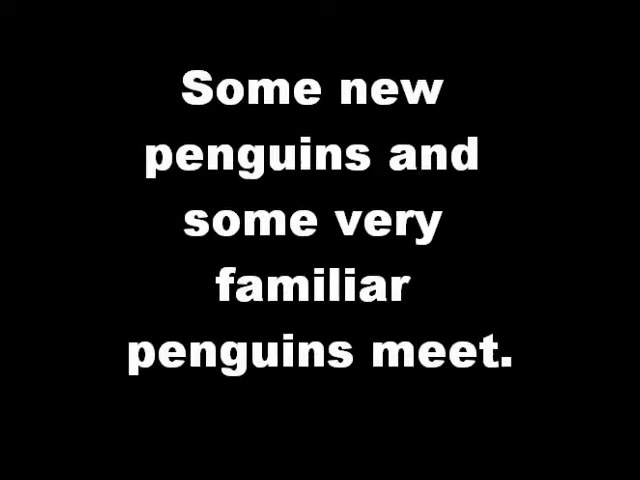 Some new
penguins and
some very
familiar
penguins meet.